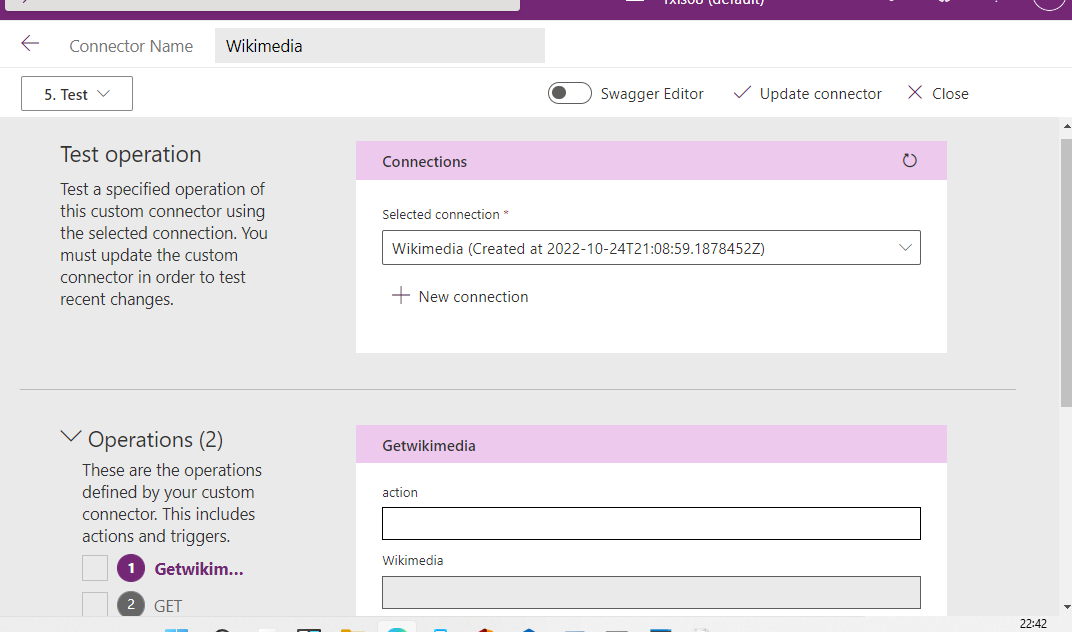 Connector Name
Wikimedia
5. Test
Swagger Editor
Update connector
Close
Test operation
Test a specified operation of
this custom connector using
the selected connection. You
must update the custom
connector in order to test
recent changes.
Connections
Selected connection *
Wikimedia (Created at 2022-10-24T21:08:59.1878452Z)
New connection
Operations (2)
These are the operations
defined by your custom
connector. This includes
actions and triggers.
1 Getwikim...
2 GET
Getwikimedia
action
Wikimedia
22:42